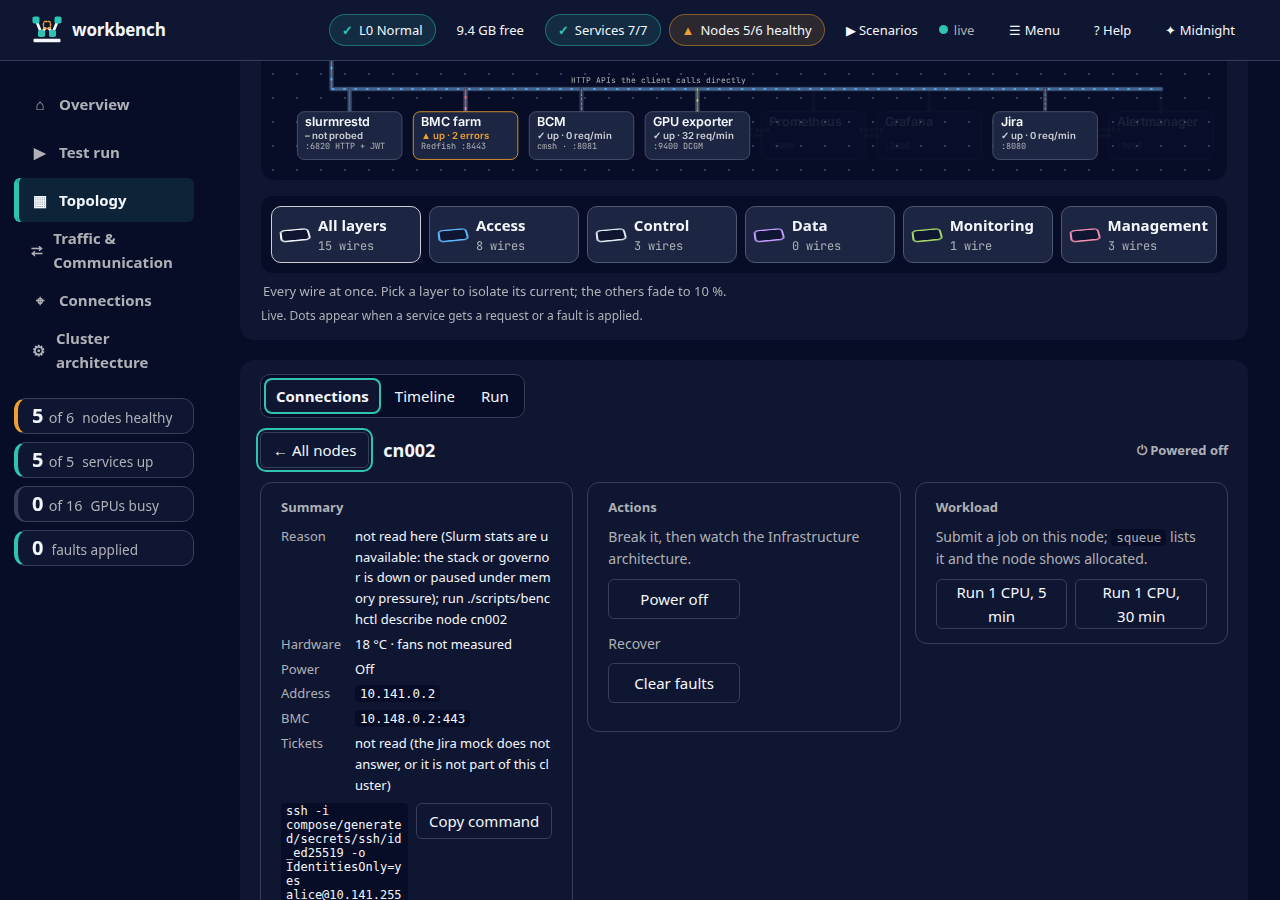 workbench
✓ L0 Normal
9.4 GB free
✓ Services 7/7
▲ Nodes 5/6 healthy
▶ Scenarios
live
☰ Menu
? Help
✦ Midnight
Overview
Test run
Topology
Traffic &
Communication
Connections
Cluster
architecture
5 of 6 nodes healthy
5 of 5 services up
0 of 16 GPUs busy
0 faults applied
HTTP APIs the client calls directly
slurmrestd
– not probed
:6820 HTTP + JWT
BMC farm
▲ up · 2 errors
Redfish :8443
BCM
✓ up · 0 req/min
cmsh · :8081
GPU exporter
✓ up · 32 req/min
:9400 DCGM
Prometheus
Grafana
Jira
✓ up · 0 req/min
:8080
Alertmanager
All layers
15 wires
Access
8 wires
Control
3 wires
Data
0 wires
Monitoring
1 wire
Management
3 wires
Every wire at once. Pick a layer to isolate its current; the others fade to 10 %.
Live. Dots appear when a service gets a request or a fault is applied.
Connections
Timeline
Run
← All nodes
cn002
Powered off
Summary
Reason
not read here (Slurm stats are u
navailable: the stack or governo
r is down or paused under mem
ory pressure); run ./scripts/benc
hctl describe node cn002
Hardware
18 °C · fans not measured
Power
Off
Address
10.141.0.2
BMC
10.148.0.2:443
Tickets
not read (the Jira mock does not
answer, or it is not part of this cl
uster)
ssh -i
compose/generate
d/secrets/ssh/id
_ed25519 -o
IdentitiesOnly=y
es
alice@10.141.255
Copy command
Actions
Break it, then watch the Infrastructure
architecture.
Power off
Recover
Clear faults
Workload
Submit a job on this node; squeue lists
it and the node shows allocated.
Run 1 CPU, 5
min
Run 1 CPU,
30 min